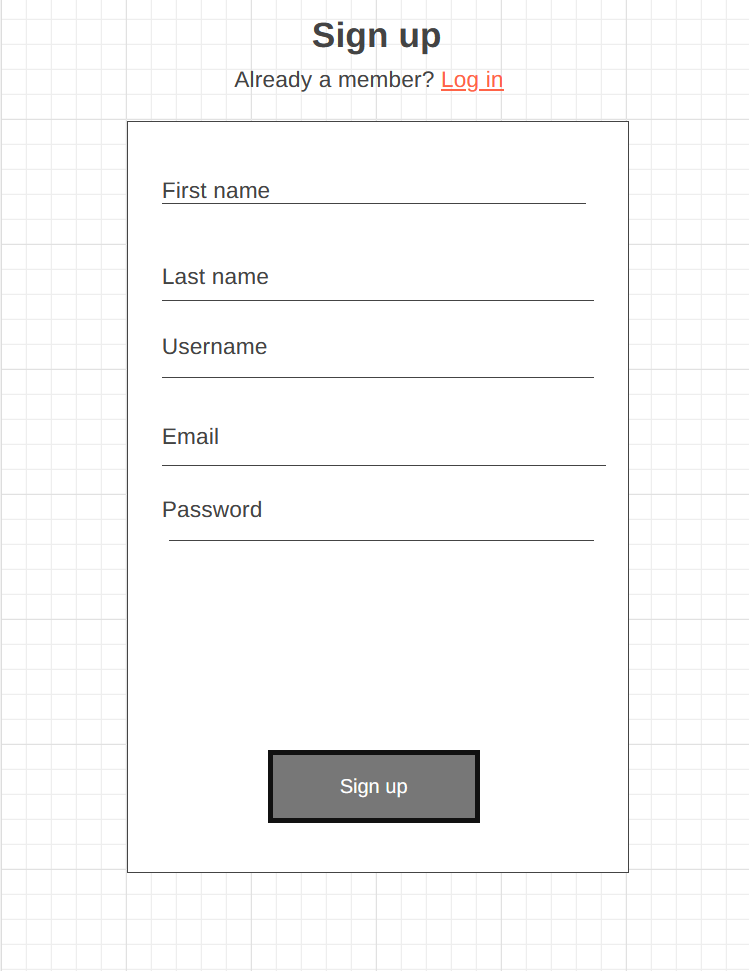 Sign up
Already a member? Log in
First name
Last name
Username
Email
Password
Sign up